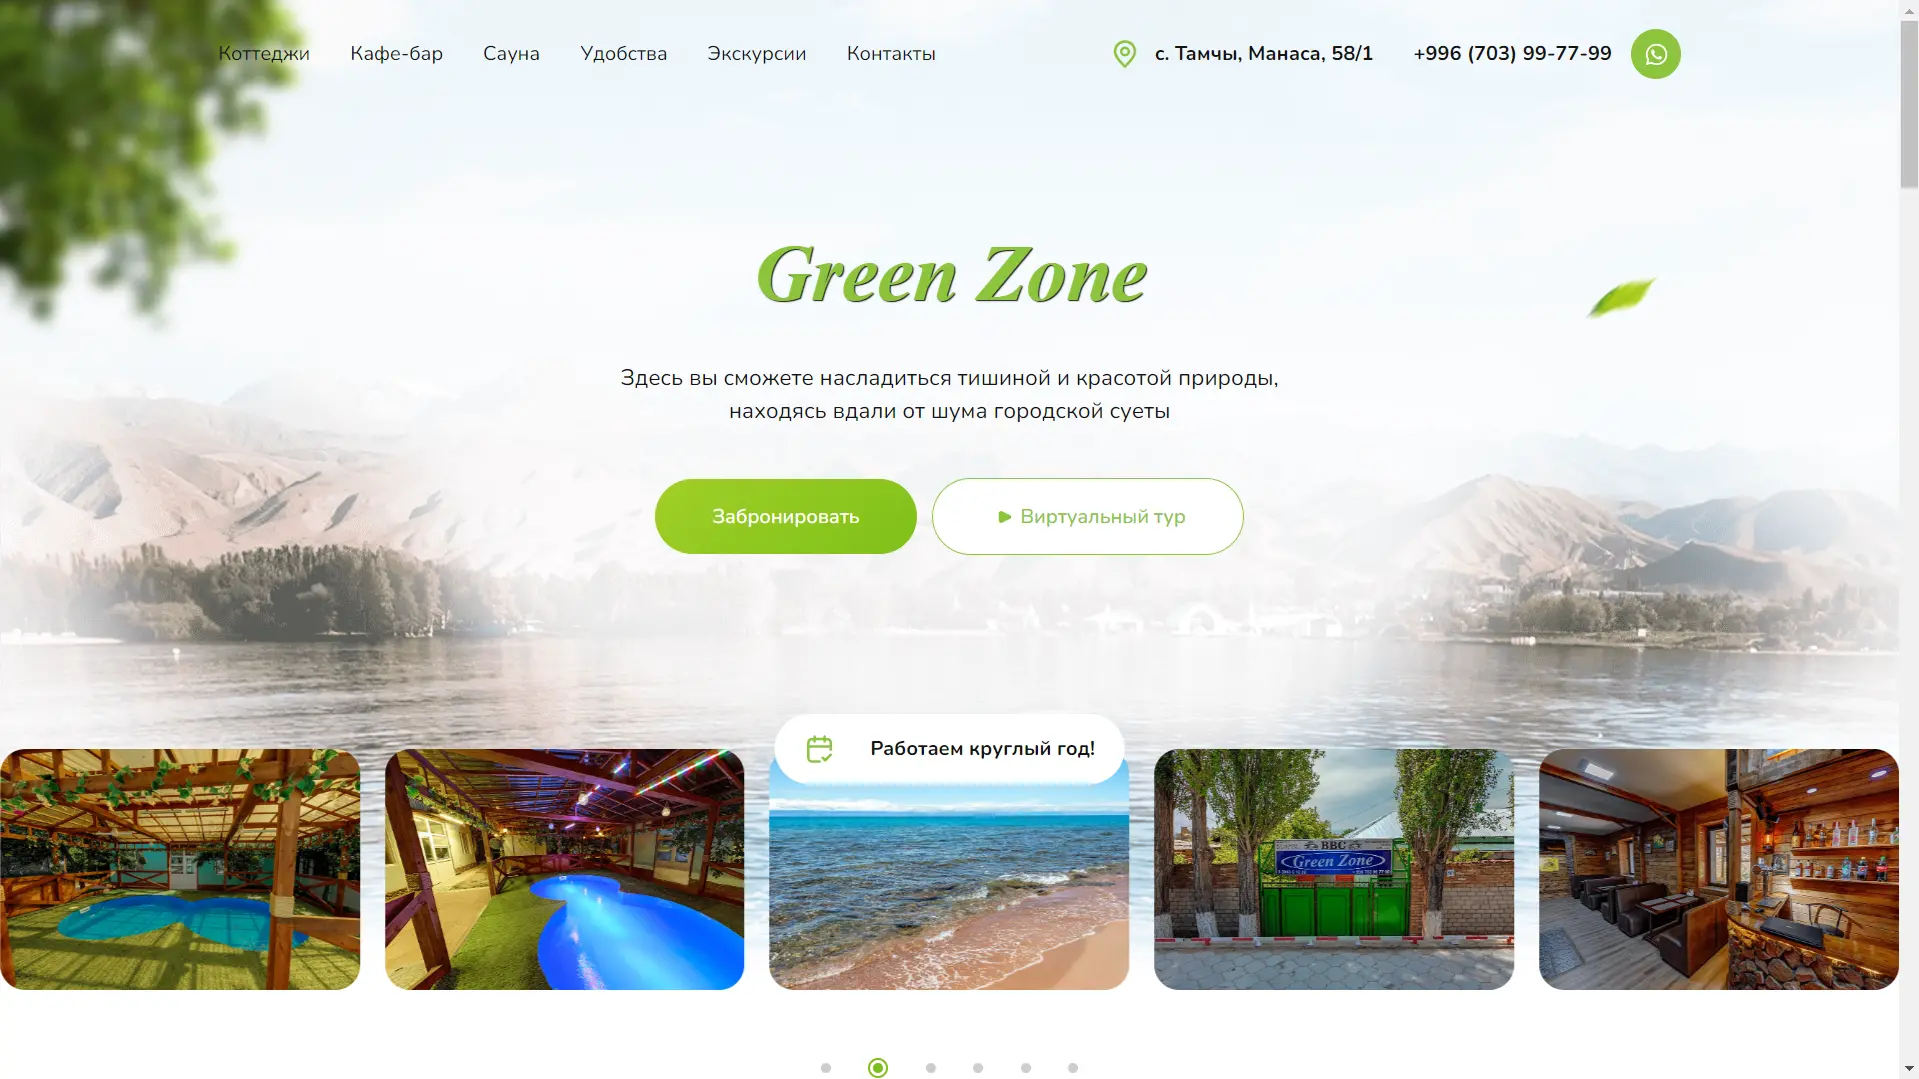 Коттеджи
Кафе-бар
Сауна
Удобства
Экскурсии
Контакты
с. Тамчы, Манаса, 58/1
+996 (703) 99-77-99
Green Zone
Здесь вы сможете насладиться тишиной и красотой природы,
находясь вдали от шума городской суеты
Забронировать
Виртуальный тур
Работаем круглый год!
BBC
Green Zone